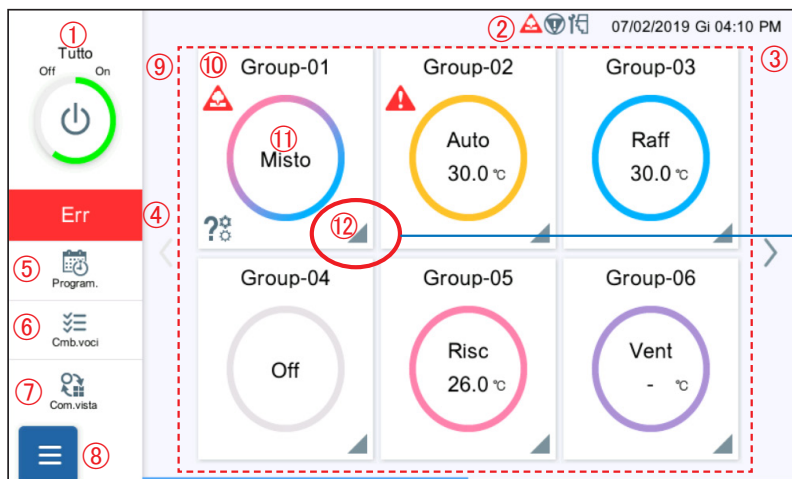 ①
Tutto
Off On
② 07/02/2019 Gi 04:10 PM
③
Err
④
⑤
Program.
⑥
Cmb.voci
⑦
Com.vista
⑧
⑨
⑩
Group-01
⑪
Misto
?
⑫
Group-02
Auto
30.0 °C
Group-03
Raff
30.0 °C
Group-04
Off
Group-05
Risc
26.0 °C
Group-06
Vent
- °C